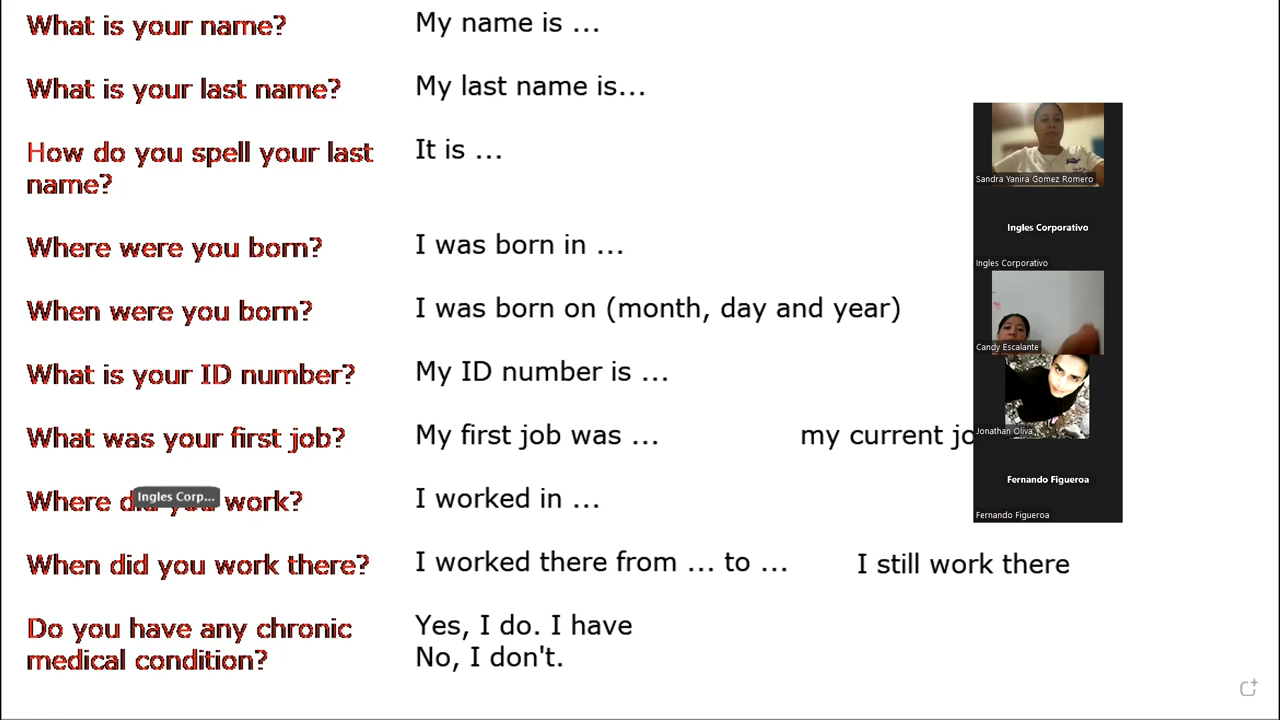 What is your name? My name is ...
What is your last name? My last name is...
How do you spell your last It is ...
name?
Where were you born? I was born in ...
When were you born? I was born on (month, day and year)
What is your ID number? My ID number is ...
What was your first job? My first job was ... my current
Where work? I worked in ...
Ingles Corp...
When did you work there? I worked there from ... to ... I still work there
Do you have any chronic Yes, I do. I have
medical condition? No, I don't.
Sandra Yanira Gomez Romero
Ingles Corporativo
Ingles Corporativo
Candy Escalante
Jonathan Oliva
Fernando Figueroa
Fernando Figueroa